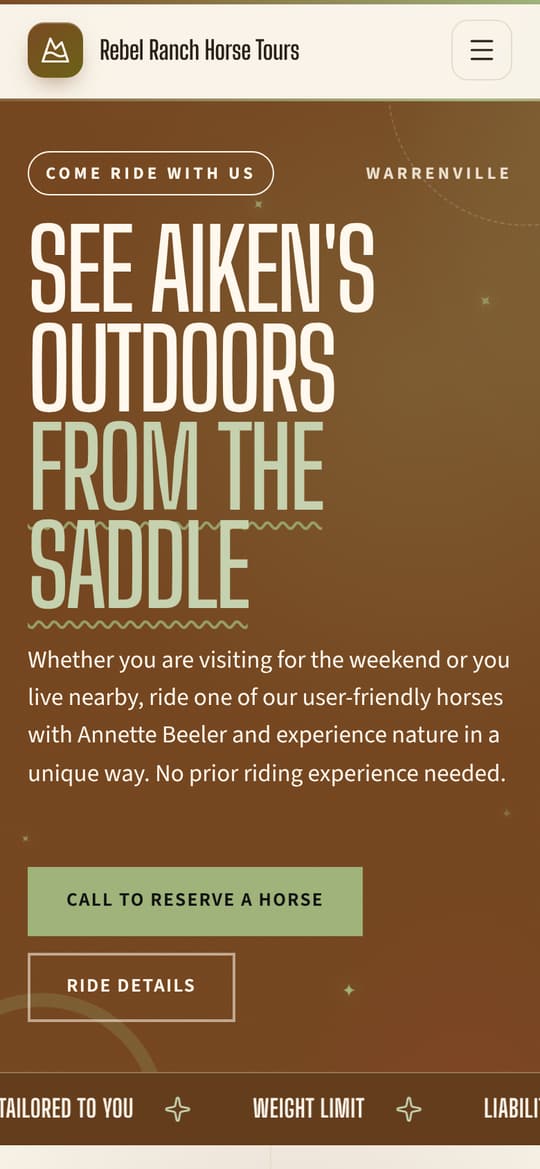 Rebel Ranch Horse Tours
COME RIDE WITH US
WARRENVILLE
SEE AIKEN'S
OUTDOORS
FROM THE
SADDLE
Whether you are visiting for the weekend or you
live nearby, ride one of our user-friendly horses
with Annette Beeler and experience nature in a
unique way. No prior riding experience needed.
CALL TO RESERVE A HORSE
RIDE DETAILS
TAILORED TO YOU WEIGHT LIMIT